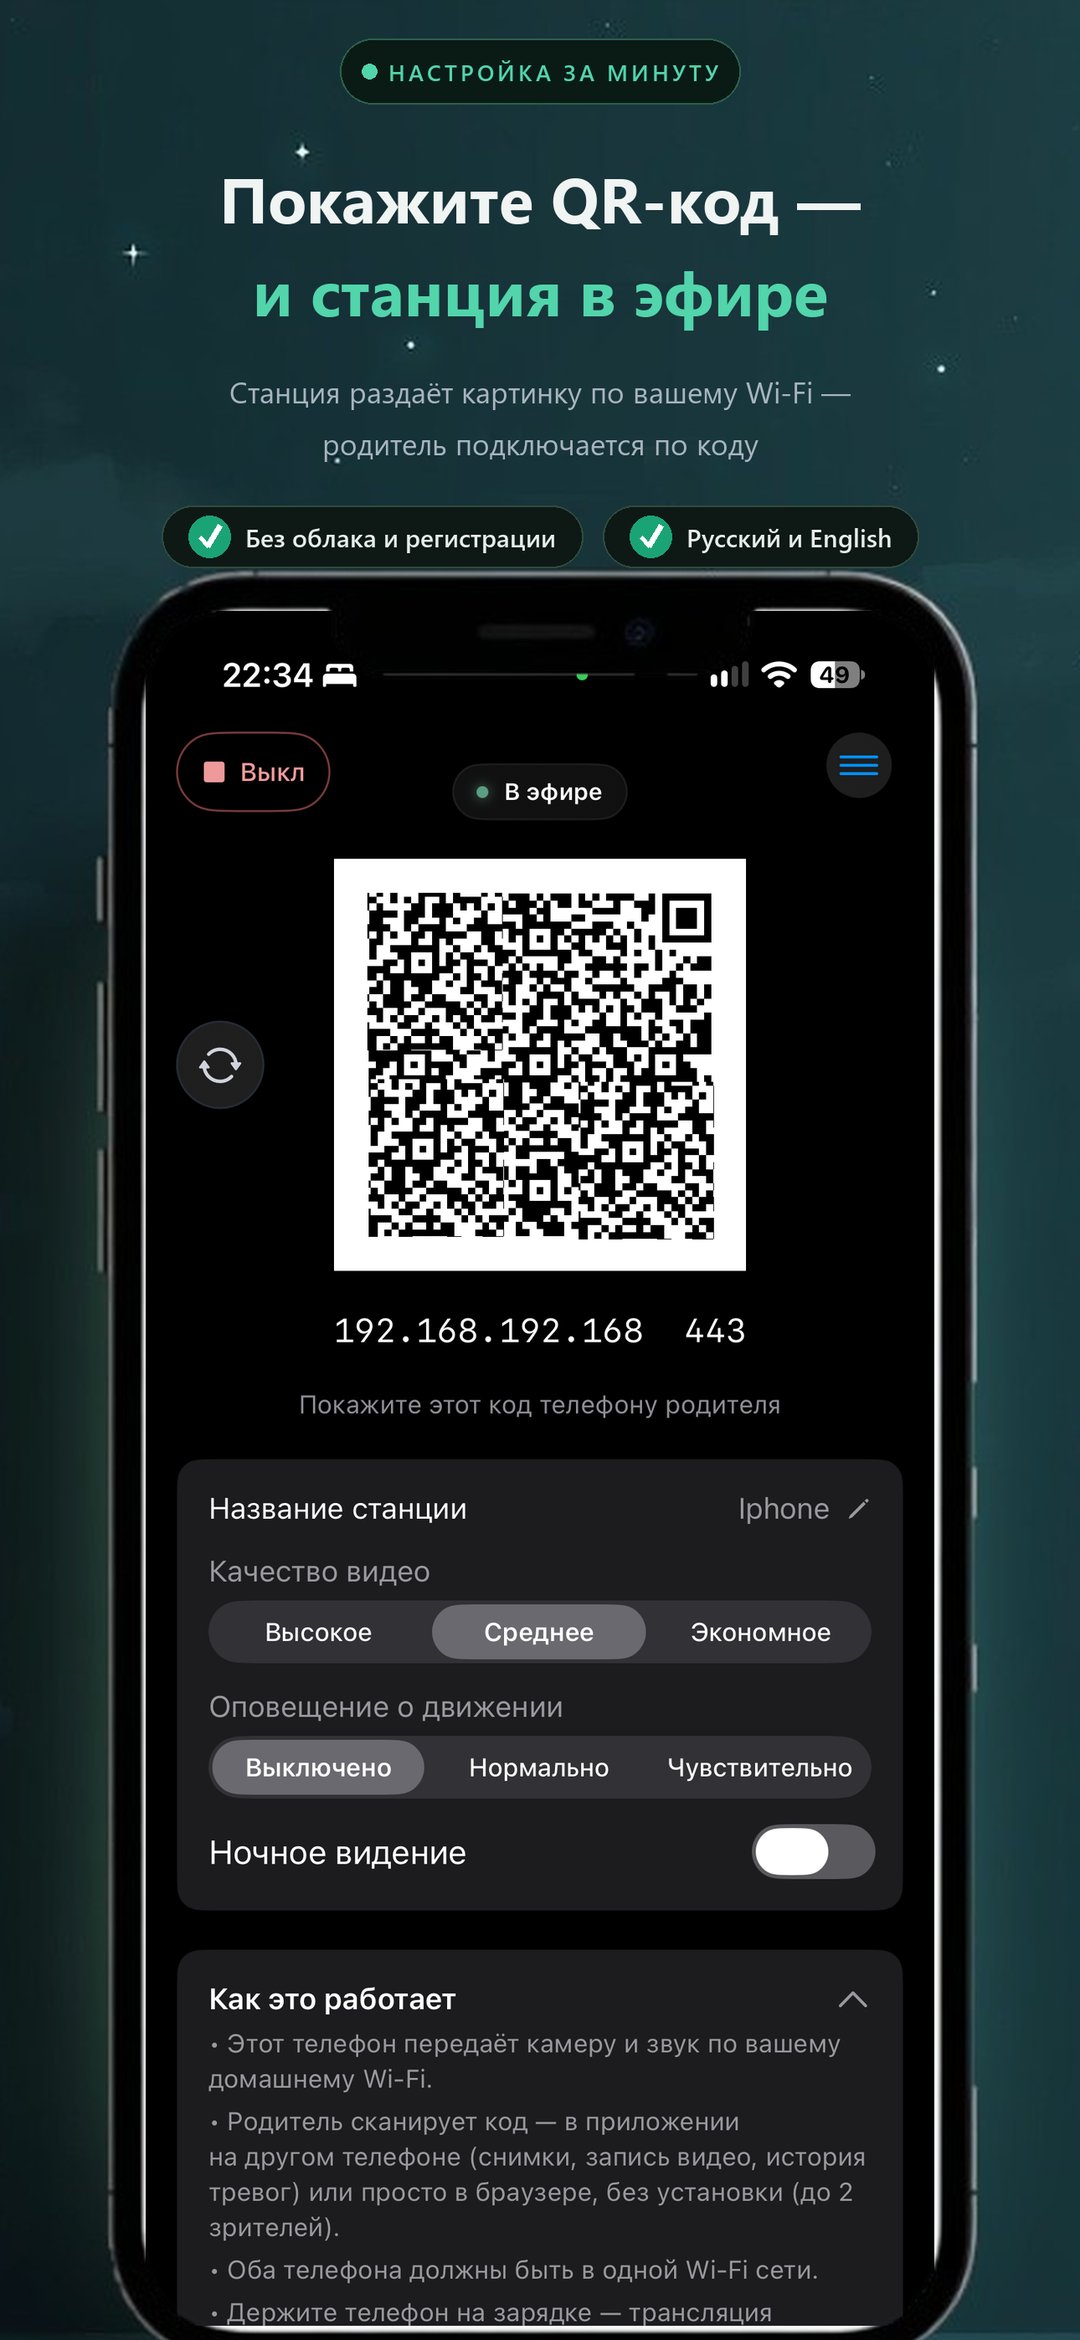 НАСТРОЙКА ЗА МИНУТУ
Покажите QR-код —
и станция в эфире
Станция раздаёт картинку по вашему Wi-Fi —
родитель подключается по коду
Без облака и регистрации
Русский и English
22:34
49
Выкл
В эфире
192.168.192.168 443
Покажите этот код телефону родителя
Название станции
Iphone
Качество видео
Высокое
Среднее
Экономное
Оповещение о движении
Выключено
Нормально
Чувствительно
Ночное видение
Как это работает
• Этот телефон передаёт камеру и звук по вашему
домашнему Wi-Fi.
• Родитель сканирует код — в приложении
на другом телефоне (снимки, запись видео, история
тревог) или просто в браузере, без установки (до 2
зрителей).
• Оба телефона должны быть в одной Wi-Fi сети.
• Держите телефон на зарядке — трансляция